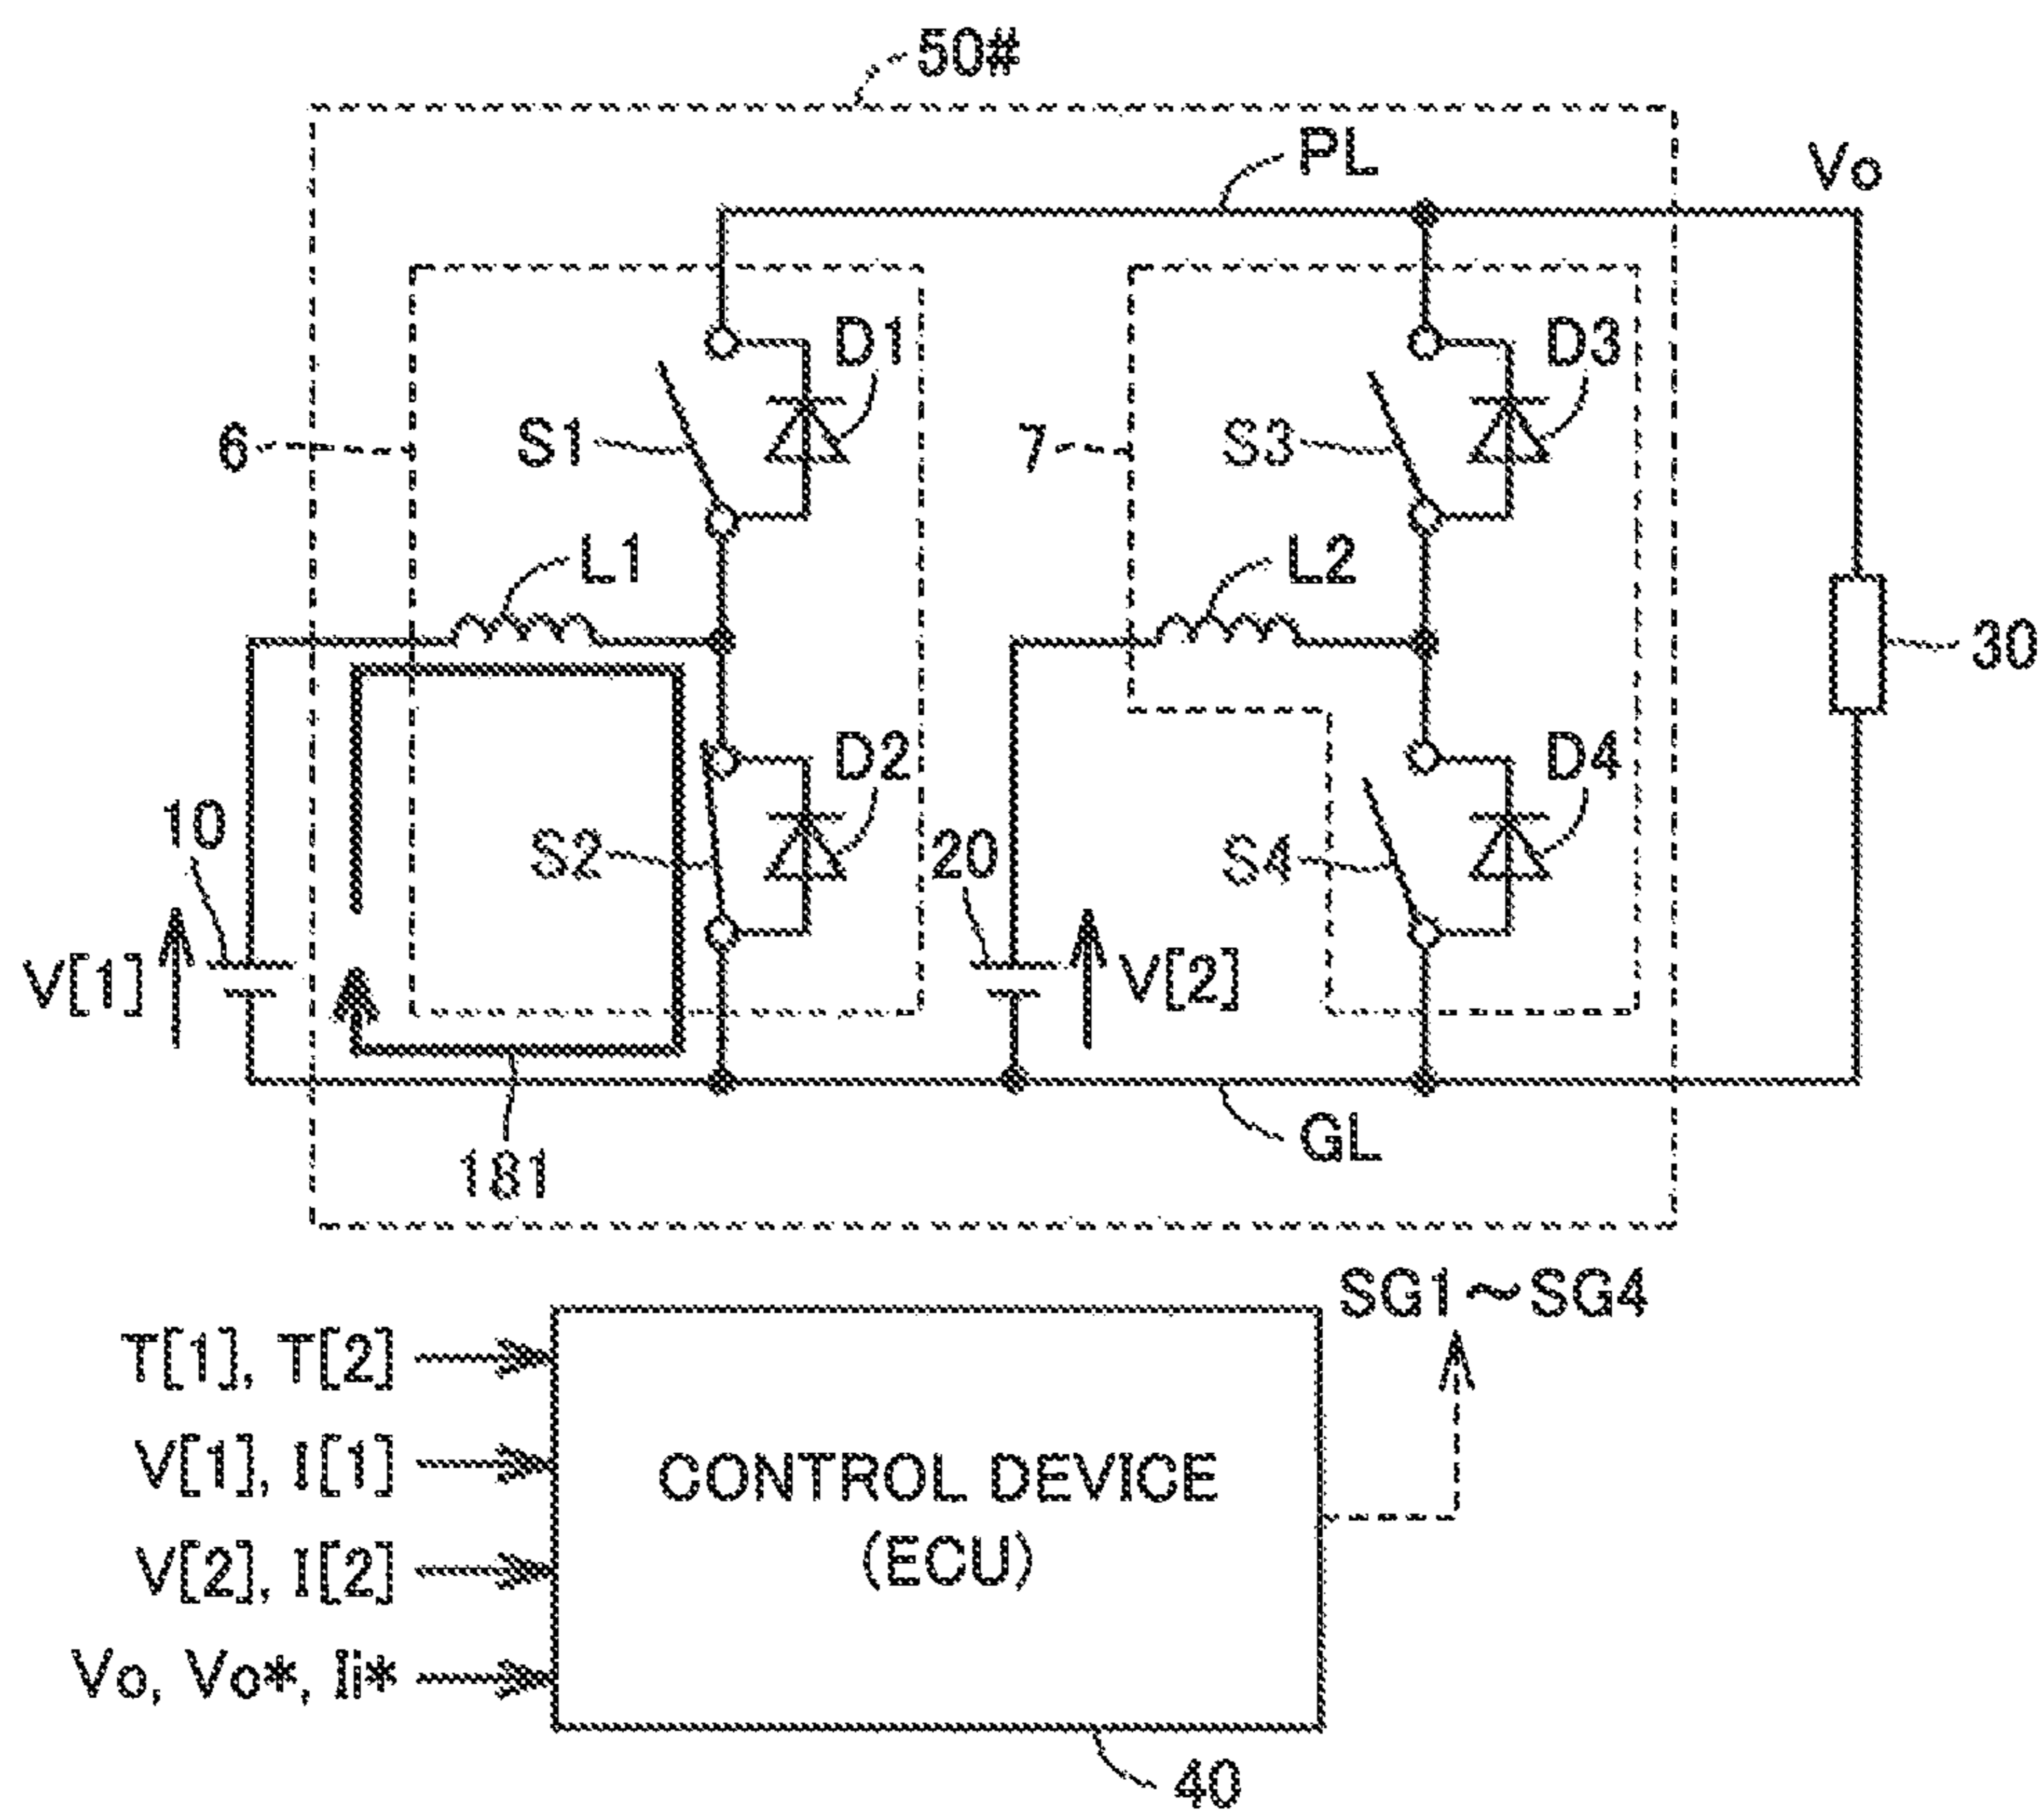 50#
PL
Vo
D1
D3
6
S1
7
S3
L1
L2
30
D2
D4
10
S2
20
S4
V[1]
V[2]
GL
181
SG1~SG4
T[1], T[2]
V[1], I[1]
CONTROL DEVICE
(ECU)
V[2], I[2]
Vo, Vo*, Ii*
40